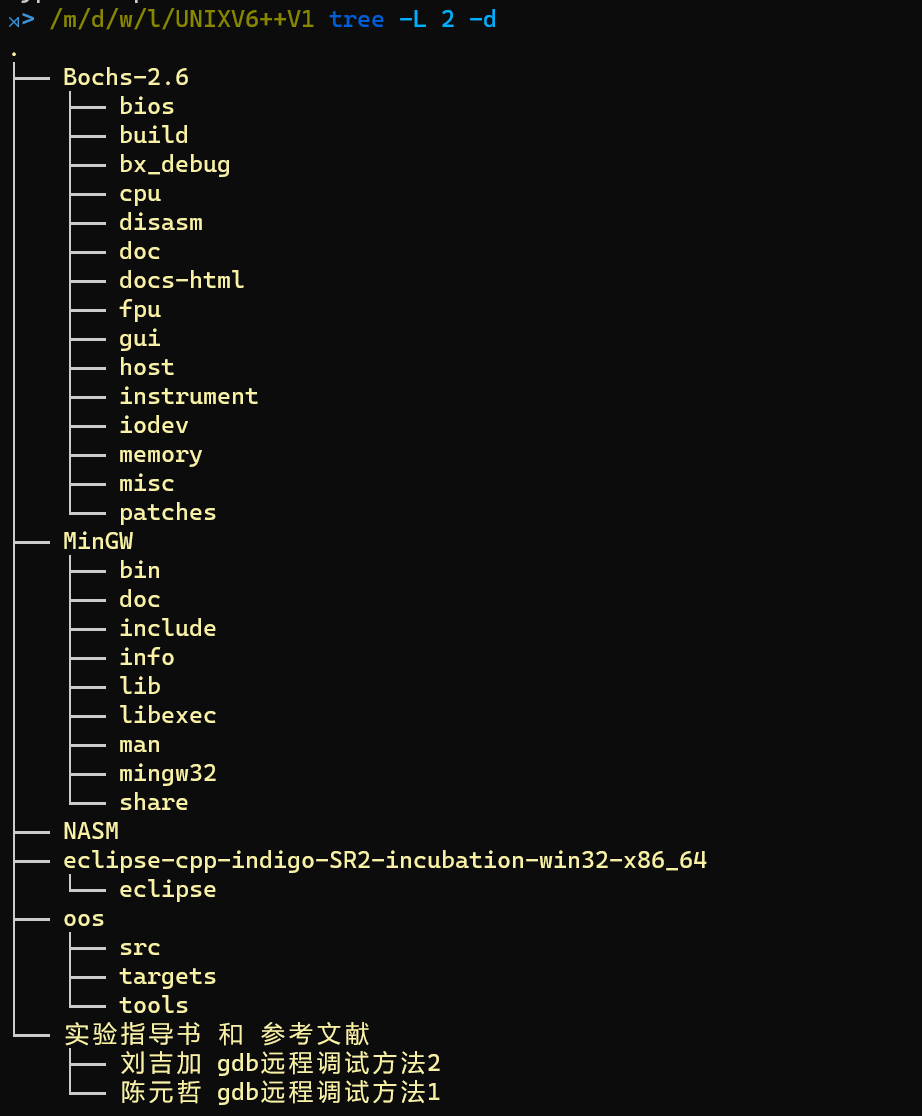 > /m/d/w/l/UNIXV6++V1 tree -L 2 -d
.
├── Bochs-2.6
│   ├── bios
│   ├── build
│   ├── bx_debug
│   ├── cpu
│   ├── disasm
│   ├── doc
│   ├── docs-html
│   ├── fpu
│   ├── gui
│   ├── host
│   ├── instrument
│   ├── iodev
│   ├── memory
│   ├── misc
│   └── patches
├── MinGW
│   ├── bin
│   ├── doc
│   ├── include
│   ├── info
│   ├── lib
│   ├── libexec
│   ├── man
│   ├── mingw32
│   └── share
├── NASM
├── eclipse-cpp-indigo-SR2-incubation-win32-x86_64
│   └── eclipse
├── oos
│   ├── src
│   ├── targets
│   └── tools
└── 实验指导书 和 参考文献
    ├── 刘吉加 gdb远程调试方法2
    └── 陈元哲 gdb远程调试方法1